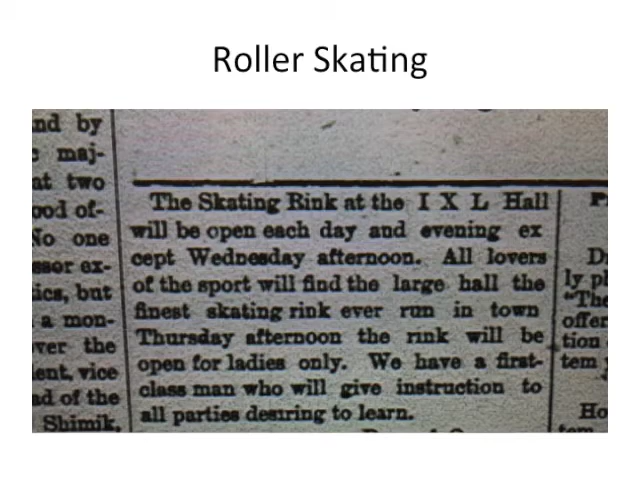 Roller Skating
nd by
maj-
at two
ood of-
No one
ssor ex-
ics, but
a mon-
ver the
ent, vice
ad of the
Shimik,
The Skating Rink at the I X L Hall
will be open each day and evening ex
cept Wednesday afternoon. All lovers
of the sport will find the large hall the
finest skating rink ever run in town
Thursday afternoon the rink will be
open for ladies only. We have a first-
class man who will give instruction to
all parties desiring to learn.
ly pl
"The
offer
tion
tem
Ho